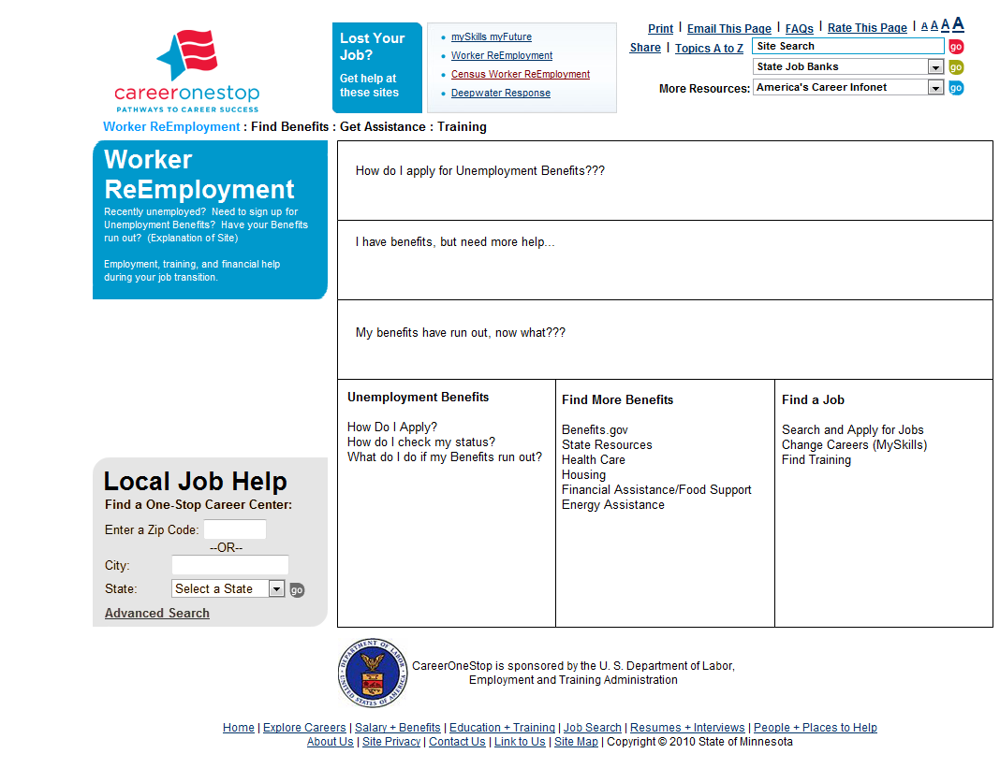 careeronestop
PATHWAYS TO CAREER SUCCESS
Lost Your
Job?
Get help at
these sites
mySkills myFuture
Worker ReEmployment
Census Worker ReEmployment
Deepwater Response
Print | Email This Page | FAQs | Rate This Page | A A A A
Share | Topics A to Z Site Search go
State Job Banks go
More Resources: America's Career Infonet go
Worker ReEmployment : Find Benefits : Get Assistance : Training
Worker
ReEmployment
Recently unemployed? Need to sign up for
Unemployment Benefits? Have your Benefits
run out? (Explanation of Site)
Employment, training, and financial help
during your job transition.
How do I apply for Unemployment Benefits???
I have benefits, but need more help...
My benefits have run out, now what???
Unemployment Benefits
How Do I Apply?
How do I check my status?
What do I do if my Benefits run out?
Find More Benefits
Benefits.gov
State Resources
Health Care
Housing
Financial Assistance/Food Support
Energy Assistance
Find a Job
Search and Apply for Jobs
Change Careers (MySkills)
Find Training
Local Job Help
Find a One-Stop Career Center:
Enter a Zip Code:
--OR--
City:
State: Select a State go
Advanced Search
DEPARTMENT OF LABOR
UNITED STATES OF AMERICA
CareerOneStop is sponsored by the U. S. Department of Labor,
Employment and Training Administration
Home | Explore Careers | Salary + Benefits | Education + Training | Job Search | Resumes + Interviews | People + Places to Help
About Us | Site Privacy | Contact Us | Link to Us | Site Map | Copyright © 2010 State of Minnesota